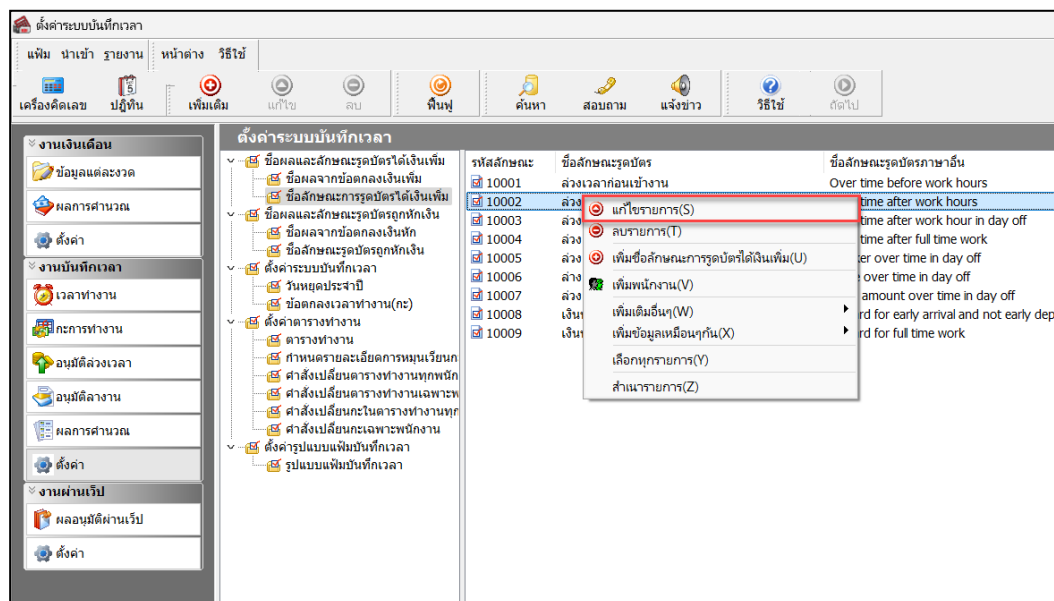 ตั้งค่าระบบบันทึกเวลา
แฟ้ม นำเข้า รายงาน หน้าต่าง วิธีใช้
เครื่องคิดเลข ปฏิทิน เพิ่มเติม แก้ไข ลบ ฟื้นฟู ค้นหา สอบถาม แจ้งข่าว วิธีใช้ ถัดไป
งานเงินเดือน
ข้อมูลแต่ละงวด
ผลการคำนวณ
ตั้งค่า
งานบันทึกเวลา
เวลาทำงาน
กะการทำงาน
อนุมัติล่วงเวลา
อนุมัติลางาน
ผลการคำนวณ
ตั้งค่า
งานผ่านเว็ป
ผลอนุมัติผ่านเว็ป
ตั้งค่า
ตั้งค่าระบบบันทึกเวลา
ชื่อผลและลักษณะรูดบัตรได้เงินเพิ่ม
ชื่อผลจากข้อตกลงเงินเพิ่ม
ชื่อลักษณะการรูดบัตรได้เงินเพิ่ม
ชื่อผลและลักษณะรูดบัตรถูกหักเงิน
ชื่อผลจากข้อตกลงเงินหัก
ชื่อลักษณะรูดบัตรถูกหักเงิน
ตั้งค่าระบบบันทึกเวลา
วันหยุดประจำปี
ข้อตกลงเวลาทำงาน(กะ)
ตั้งค่าตารางทำงาน
ตารางทำงาน
กำหนดรายละเอียดการหมุนเวียนก
คำสั่งเปลี่ยนตารางทำงานทุกพนัก
คำสั่งเปลี่ยนตารางทำงานเฉพาะพ
คำสั่งเปลี่ยนกะในตารางทำงานทุก
คำสั่งเปลี่ยนกะเฉพาะพนักงาน
ตั้งค่ารูปแบบแฟ้มบันทึกเวลา
รูปแบบแฟ้มบันทึกเวลา
รหัสลักษณะ ชื่อลักษณะรูดบัตร ชื่อลักษณะรูดบัตรภาษาอื่น
10001 ล่วงเวลาก่อนเข้างาน Over time before work hours
10002 ล่วง time after work hours
10003 ล่วง time after work hour in day off
10004 ล่วง time after full time work
10005 ล่วง er over time in day off
10006 ล่าง over time in day off
10007 ล่วง amount over time in day off
10008 เงิน rd for early arrival and not early dep
10009 เงิน rd for full time work
แก้ไขรายการ(S)
ลบรายการ(T)
เพิ่มชื่อลักษณะการรูดบัตรได้เงินเพิ่ม(U)
เพิ่มพนักงาน(V)
เพิ่มเติมอื่นๆ(W)
เพิ่มข้อมูลเหมือนๆกัน(X)
เลือกทุกรายการ(Y)
สำเนารายการ(Z)